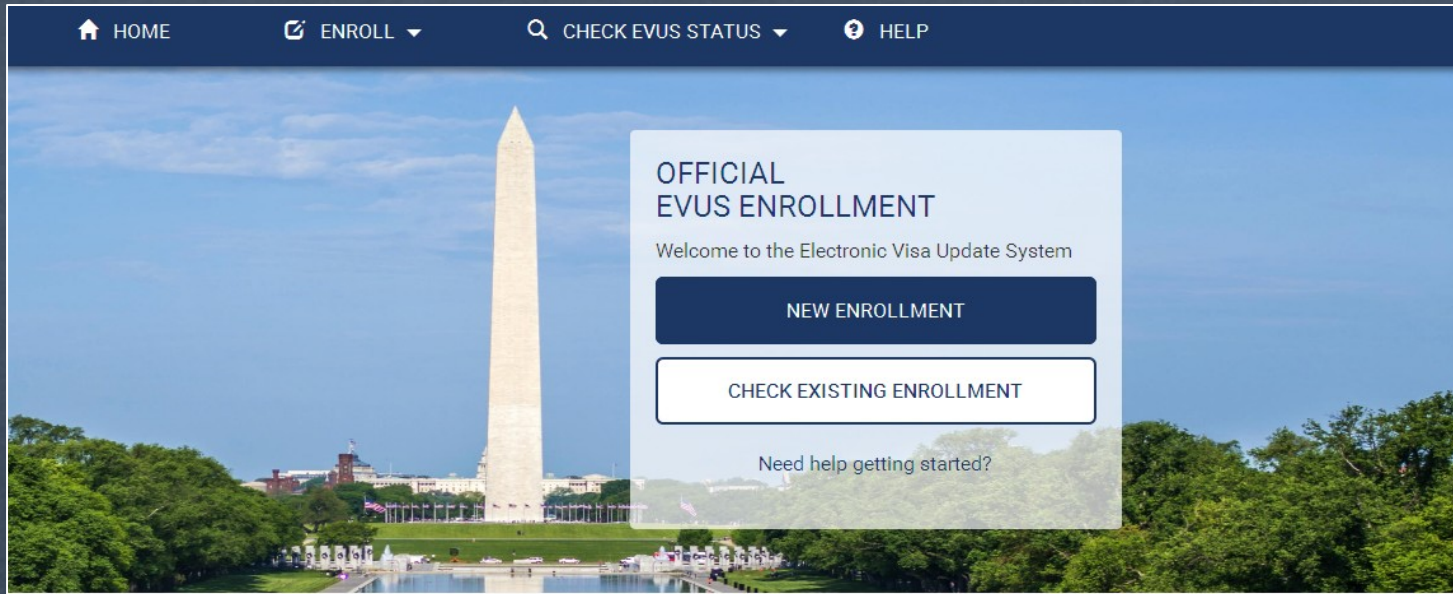 HOME
ENROLL
CHECK EVUS STATUS
HELP
OFFICIAL
EVUS ENROLLMENT
Welcome to the Electronic Visa Update System
NEW ENROLLMENT
CHECK EXISTING ENROLLMENT
Need help getting started?